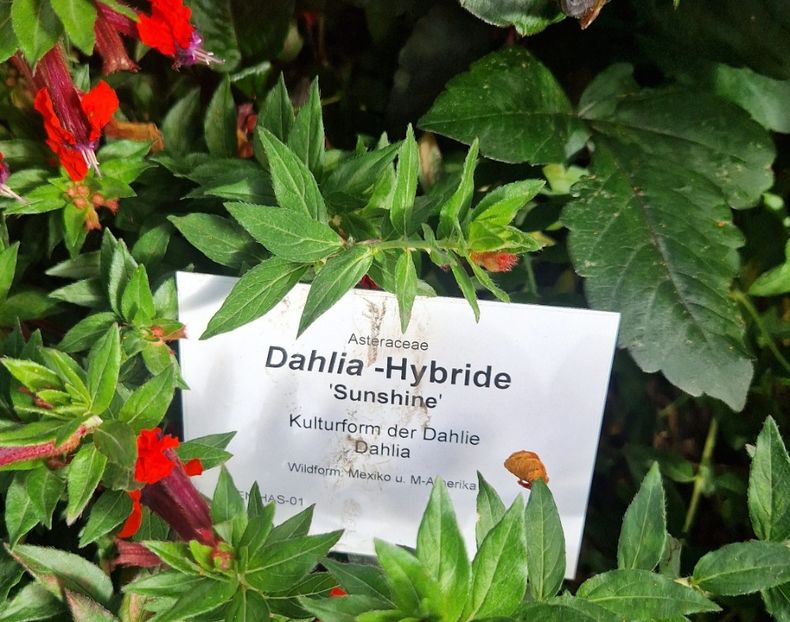 Asteraceae
Dahlia -Hybride
'Sunshine'
Kulturform der Dahlie
Dahlia
Wildform: Mexiko u. M-Amerika